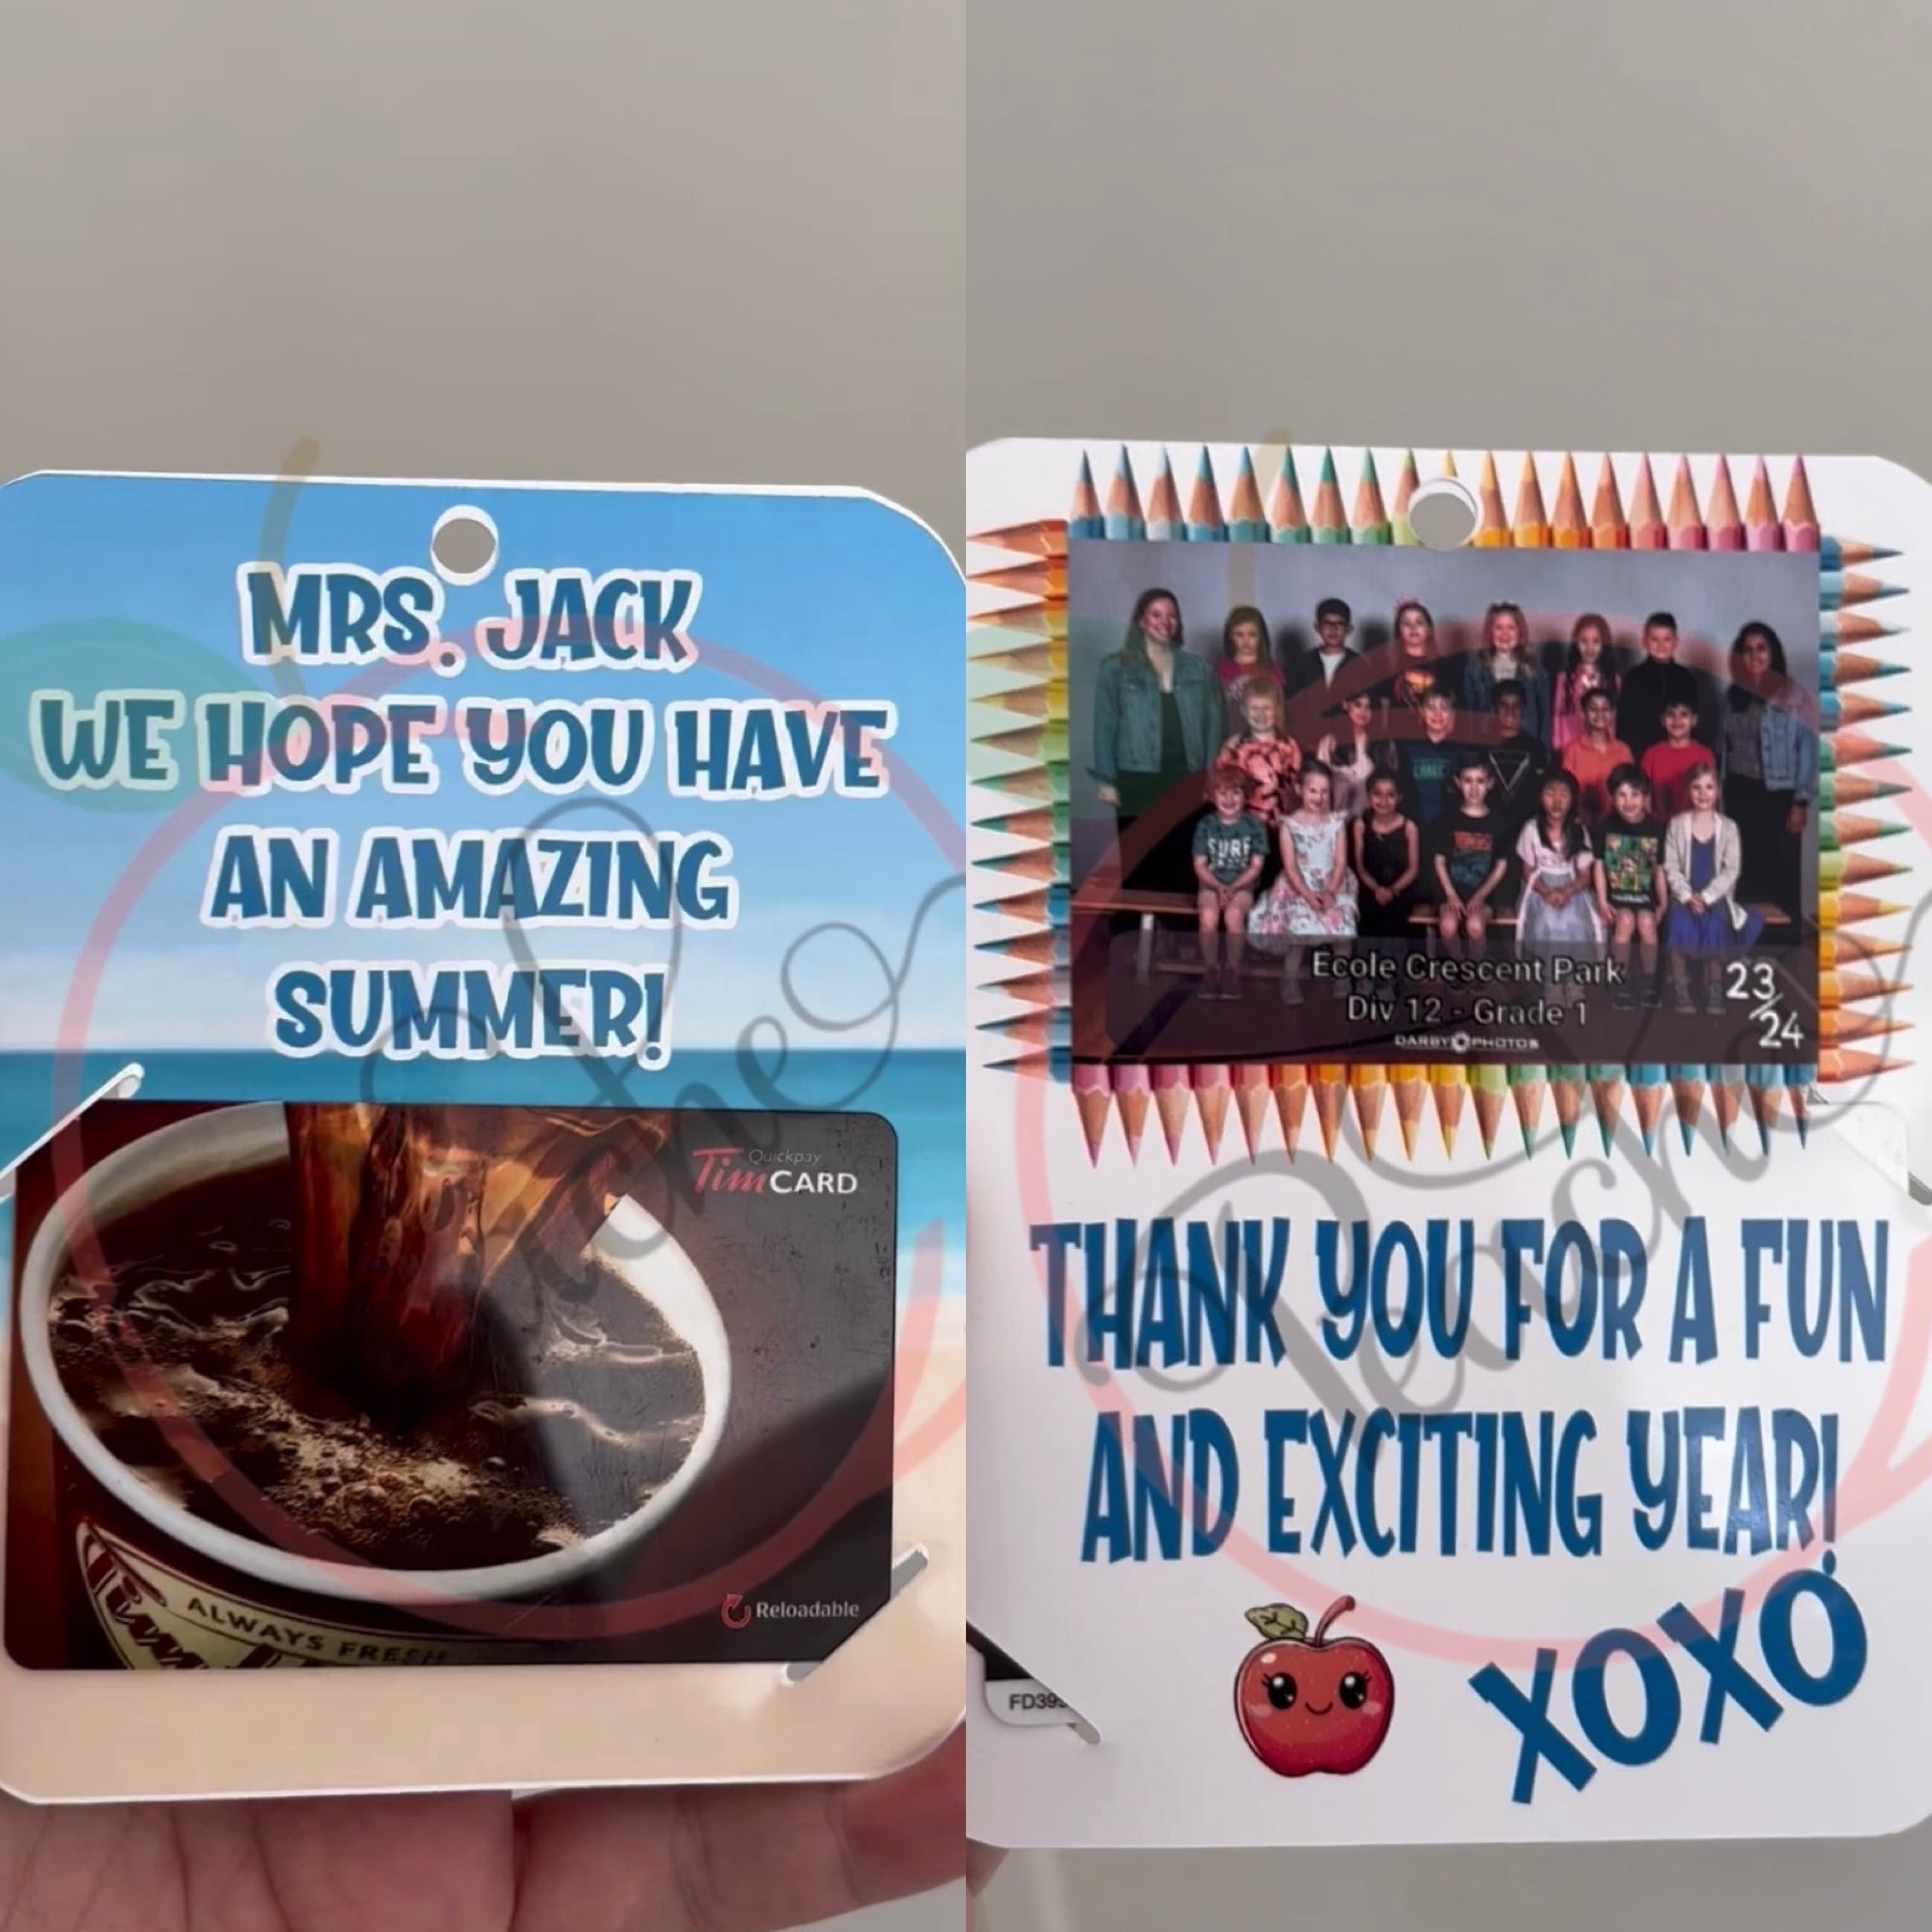 MRS. JACK
WE HOPE YOU HAVE
AN AMAZING
SUMMER!
Quickpay
TimCARD
ALWAYS FRESH
Reloadable
SURF
École Crescent Park
Div 12 - Grade 1
23/24
DARBY PHOTOS
THANK YOU FOR A FUN
AND EXCITING YEAR!
XOXO